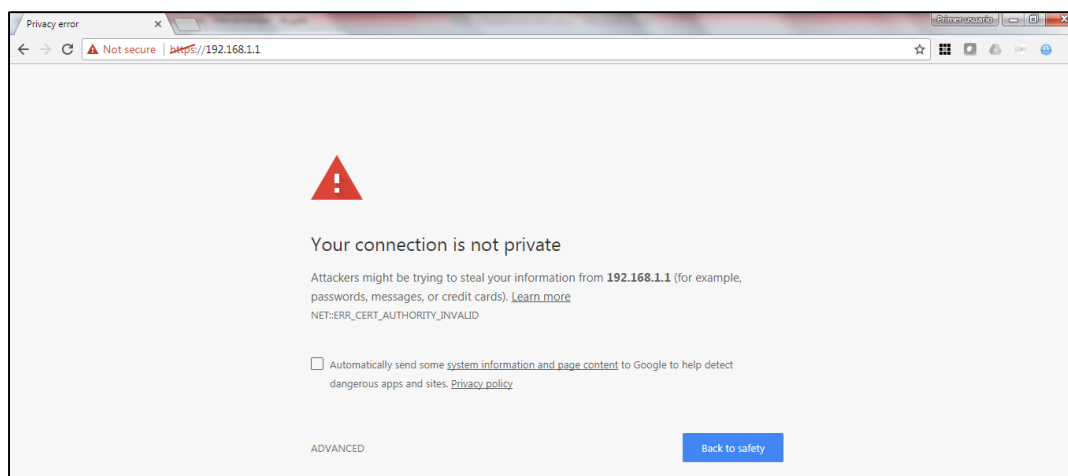 Privacy error
Primer usuario
Not secure | https://192.168.1.1
Your connection is not private
Attackers might be trying to steal your information from 192.168.1.1 (for example,
passwords, messages, or credit cards). Learn more
NET::ERR_CERT_AUTHORITY_INVALID
Automatically send some system information and page content to Google to help detect
dangerous apps and sites. Privacy policy
ADVANCED
Back to safety